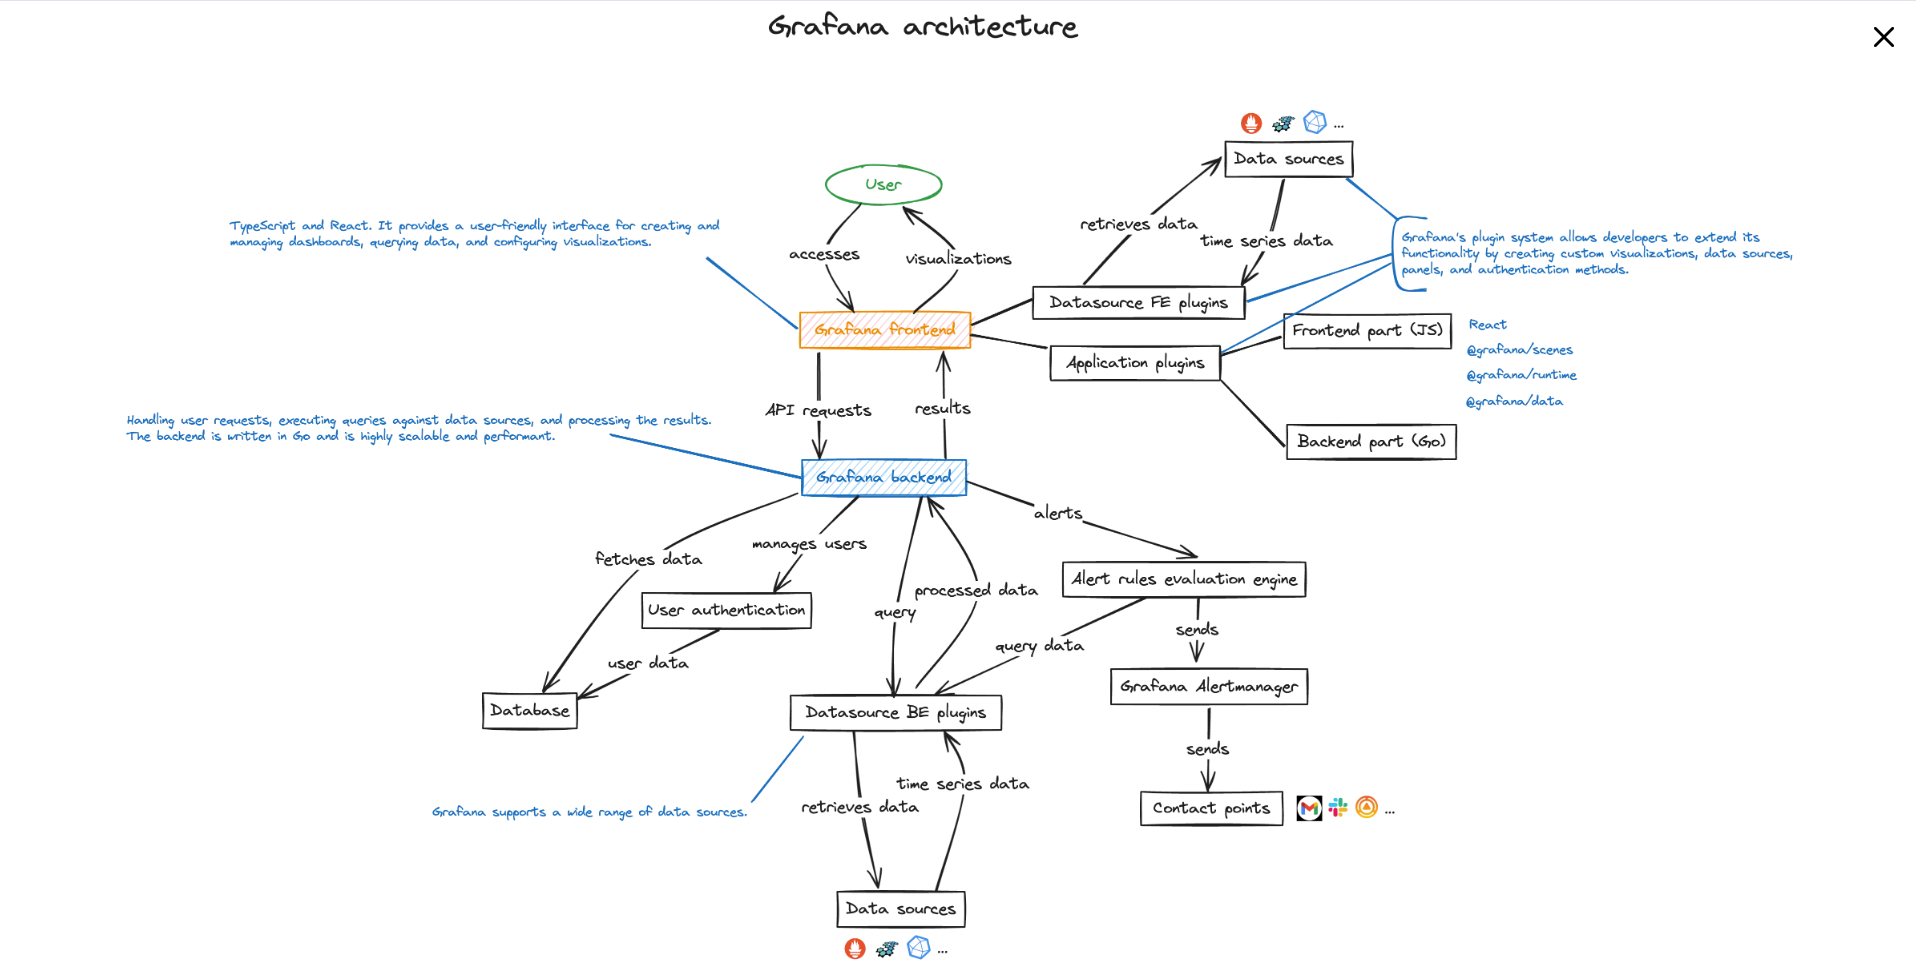 Grafana architecture
Data sources
...
User
TypeScript and React. It provides a user-friendly interface for creating and
managing dashboards, querying data, and configuring visualizations.
accesses
visualizations
retrieves data
time series data
Grafana's plugin system allows developers to extend its
functionality by creating custom visualizations, data sources,
panels, and authentication methods.
Datasource FE plugins
Grafana frontend
Frontend part (JS)
React
@grafana/scenes
@grafana/runtime
@grafana/data
Application plugins
API requests
results
Handling user requests, executing queries against data sources, and processing the results.
The backend is written in Go and is highly scalable and performant.
Backend part (Go)
Grafana backend
alerts
fetches data
manages users
Alert rules evaluation engine
processed data
query
User authentication
sends
query data
user data
Grafana Alertmanager
Database
Datasource BE plugins
sends
time series data
retrieves data
Grafana supports a wide range of data sources.
Contact points
...
Data sources
...